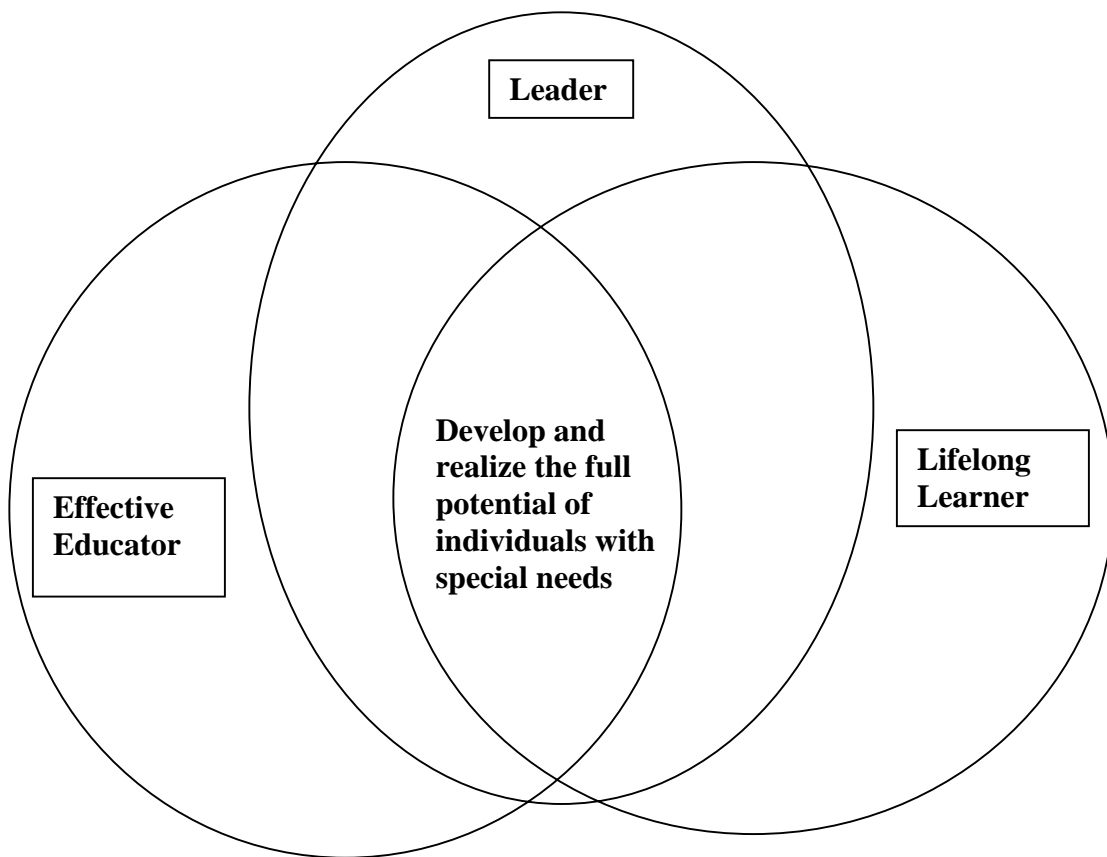 Leader
Develop and
realize the full
potential of
individuals with
special needs
Lifelong
Learner
Effective
Educator